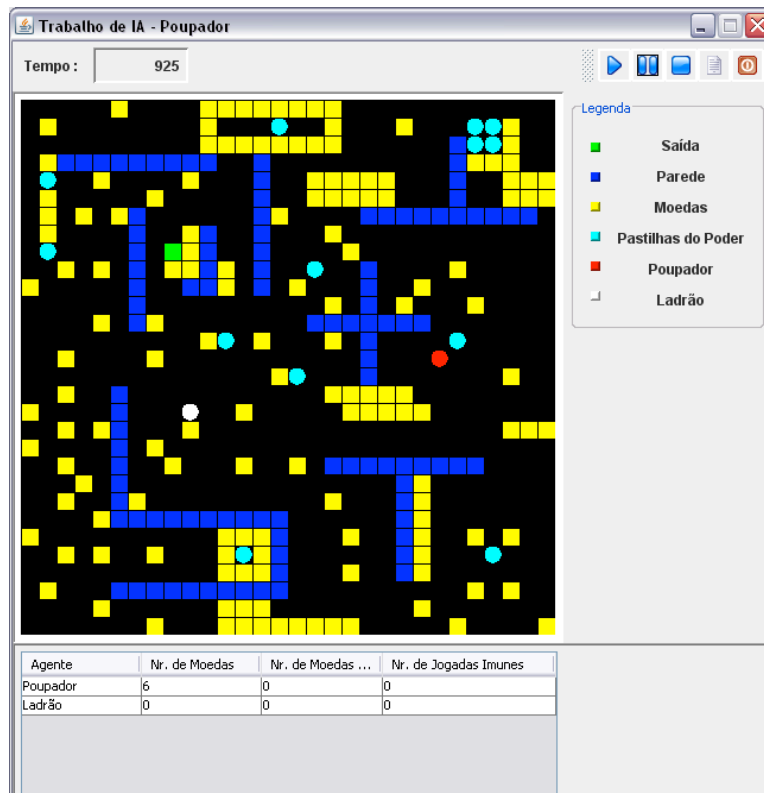 Trabalho de IA - Poupador
Tempo : 925
Legenda
Saída
Parede
Moedas
Pastilhas do Poder
Poupador
Ladrão
Agente Nr. de Moedas Nr. de Moedas ... Nr. de Jogadas Imunes
Poupador 6 0 0
Ladrão 0 0 0